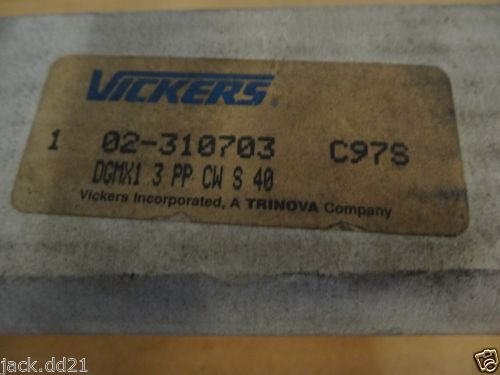 VICKERS®
1 02-310703 C97S
DGMX1 3 PP CW S 40
Vickers Incorporated, A TRINOVA Company
jack.dd21